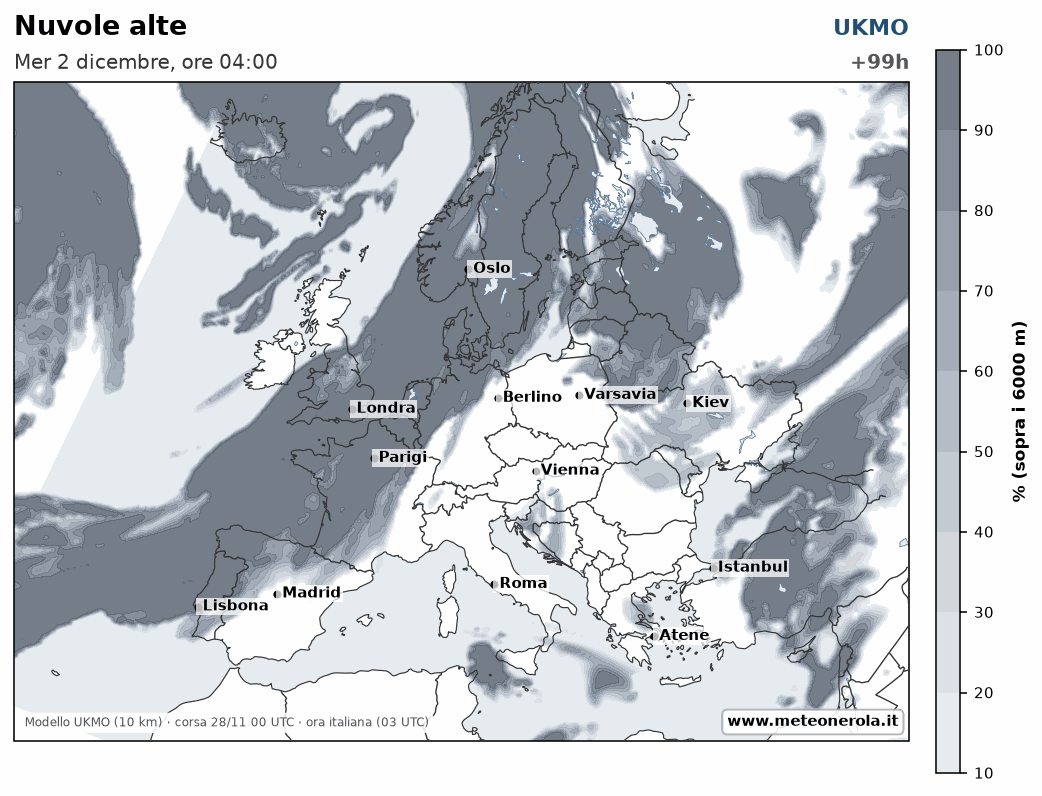 Nuvole alte
UKMO
Mer 2 dicembre, ore 04:00
+99h
100
90
80
70
60
50
40
30
20
10
% (sopra i 6000 m)
Oslo
Londra
Berlino
Varsavia
Kiev
Parigi
Vienna
Istanbul
Roma
Madrid
Lisbona
Atene
Modello UKMO (10 km) · corsa 28/11 00 UTC · ora italiana (03 UTC)
www.meteonerola.it